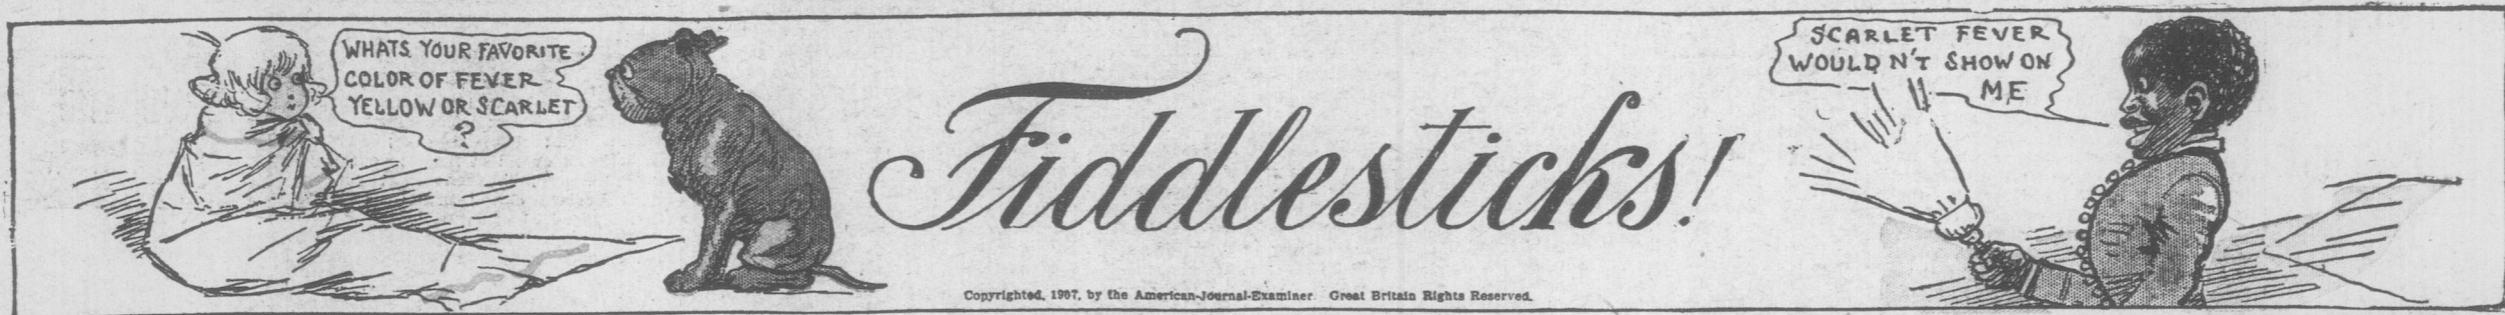 WHATS YOUR FAVORITE
COLOR OF FEVER
YELLOW OR SCARLET
?
Fiddlesticks!
Copyrighted, 1907, by the American-Journal-Examiner. Great Britain Rights Reserved.
SCARLET FEVER
WOULDN'T SHOW ON
ME